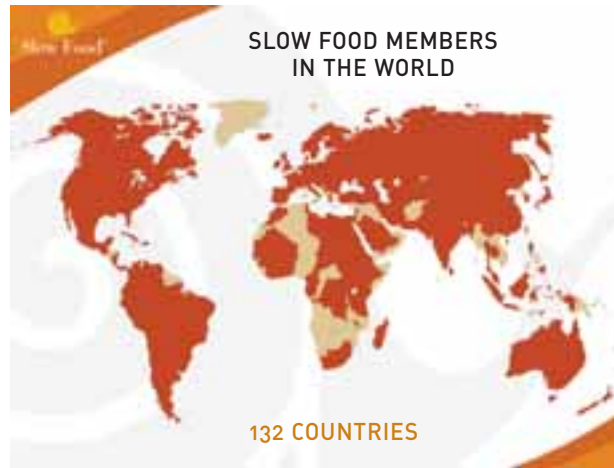 Slow Food®
SLOW FOOD MEMBERS
IN THE WORLD
132 COUNTRIES